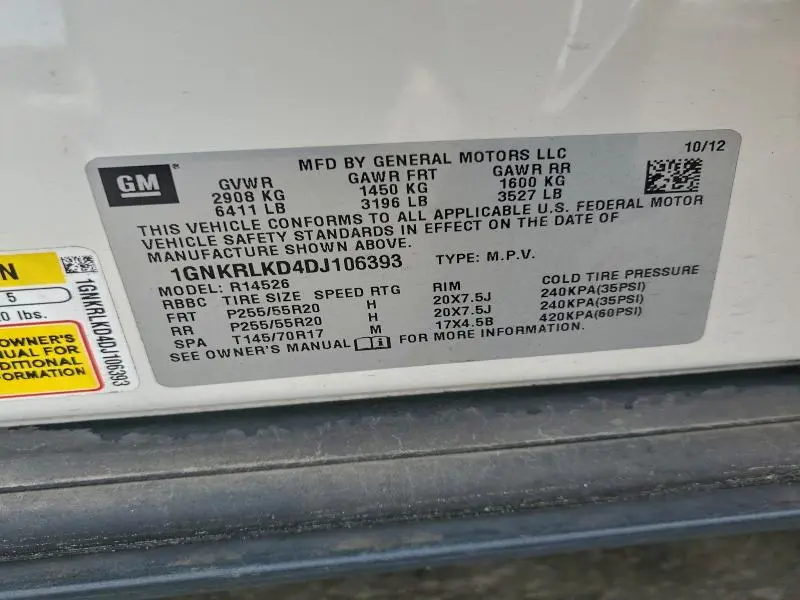 MFD BY GENERAL MOTORS LLC 10/12
GM
GVWR GAWR FRT GAWR RR
2908 KG 1450 KG 1600 KG
6411 LB 3196 LB 3527 LB
THIS VEHICLE CONFORMS TO ALL APPLICABLE U.S. FEDERAL MOTOR
VEHICLE SAFETY STANDARDS IN EFFECT ON THE DATE OF
MANUFACTURE SHOWN ABOVE.
1GNKRLKD4DJ106393 TYPE: M.P.V.
MODEL: R14526
RBBC TIRE SIZE SPEED RTG RIM COLD TIRE PRESSURE
FRT P255/55R20 H 20X7.5J 240KPA(35PSI)
RR P255/55R20 H 20X7.5J 240KPA(35PSI)
SPA T145/70R17 M 17X4.5B 420KPA(60PSI)
SEE OWNER'S MANUAL FOR MORE INFORMATION.
N
5
0 lbs.
OWNER'S
NUAL FOR
DITIONAL
ORMATION
1GNKRLKD4DJ106393